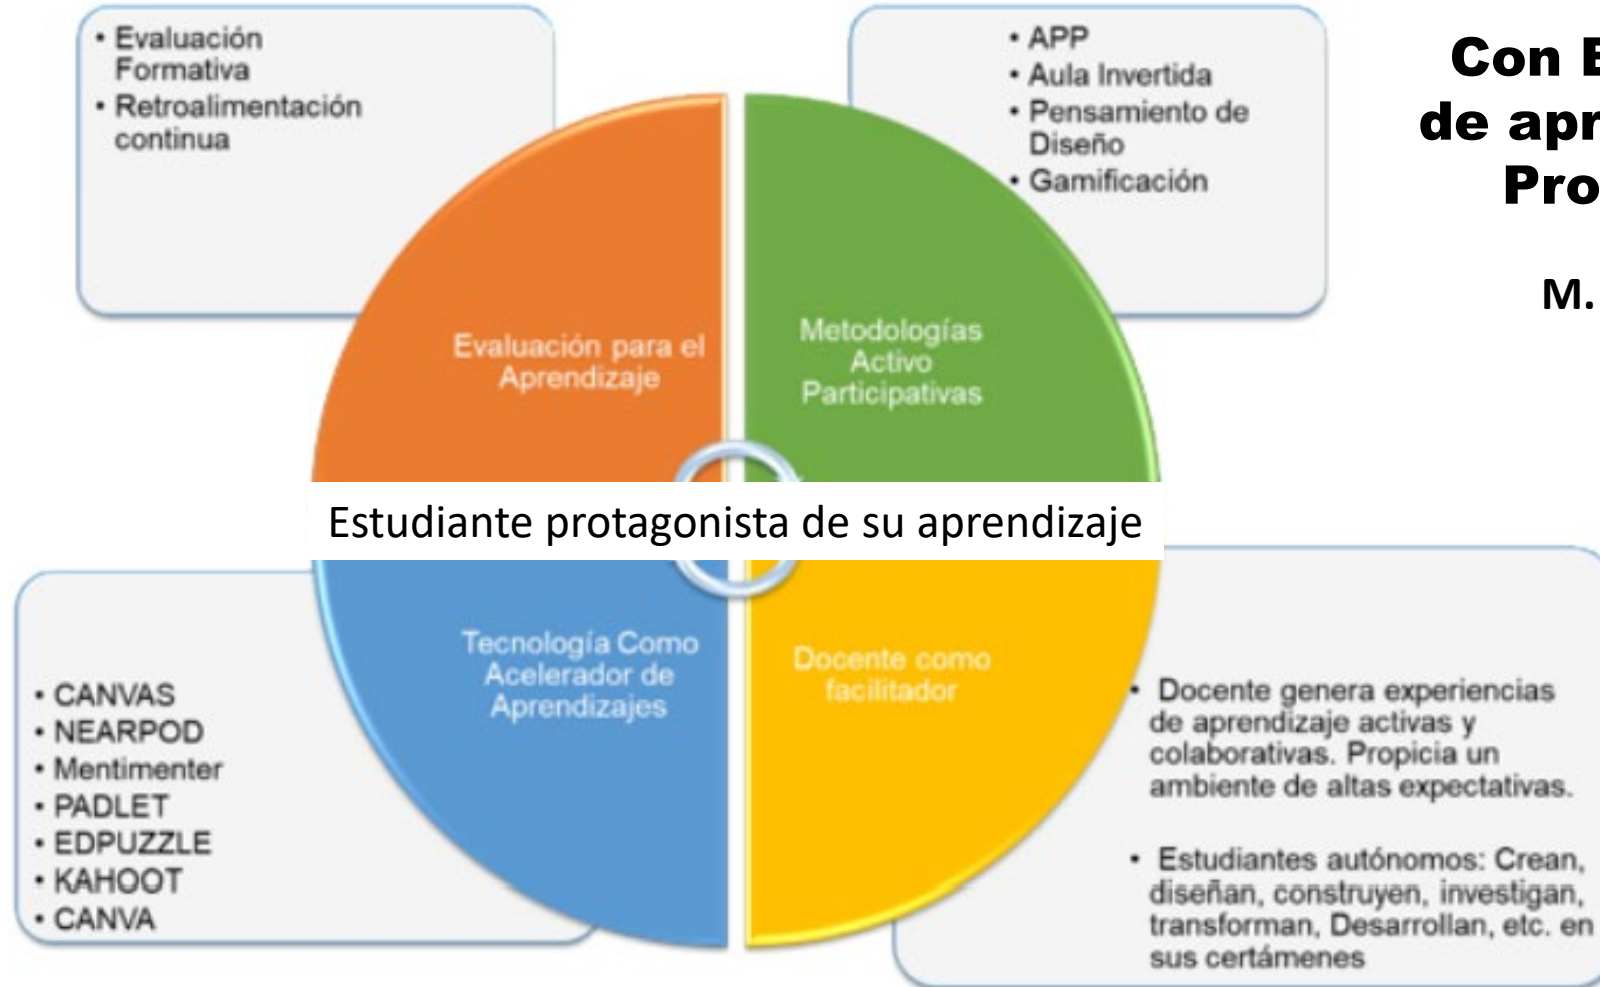 • Evaluación
Formativa
• Retroalimentación
continua
• APP
• Aula Invertida
• Pensamiento de
Diseño
• Gamificación
Con
de
M.
Evaluación para el
Aprendizaje
Metodologías
Activo
Participativas
Estudiante protagonista de su aprendizaje
Tecnología Como
Acelerador de
Aprendizajes
Docente como
facilitador
• CANVAS
• NEARPOD
• Mentimenter
• PADLET
• EDPUZZLE
• KAHOOT
• CANVA
• Docente genera experiencias
de aprendizaje activas y
colaborativas. Propicia un
ambiente de altas expectativas.
• Estudiantes autónomos: Crean,
diseñan, construyen, investigan,
transforman, Desarrollan, etc. en
sus certámenes